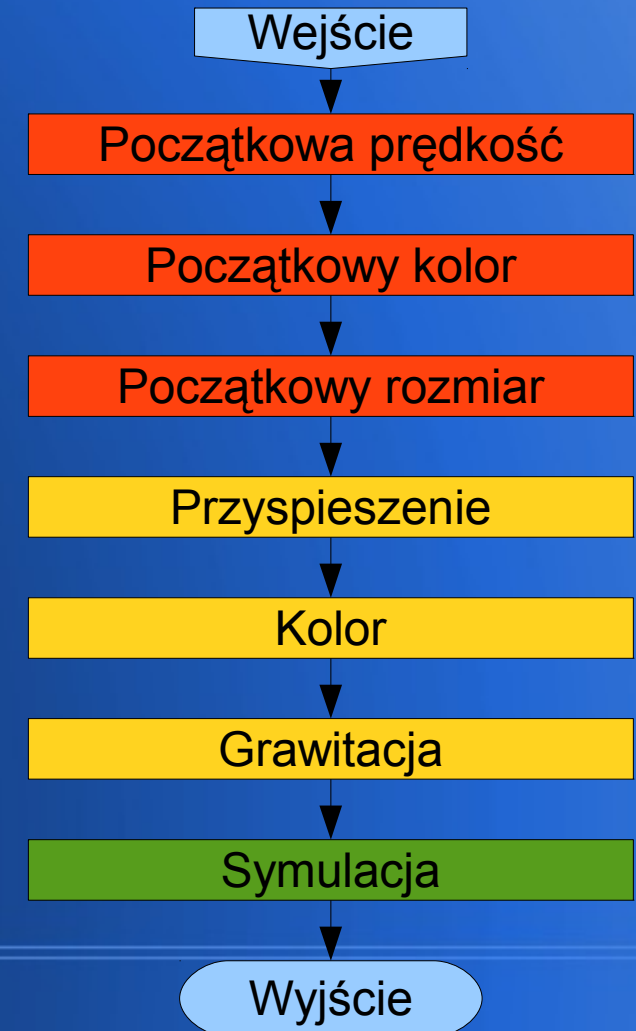 Wejście
Początkowa prędkość
Początkowy kolor
Początkowy rozmiar
Przyspieszenie
Kolor
Grawitacja
Symulacja
Wyjście